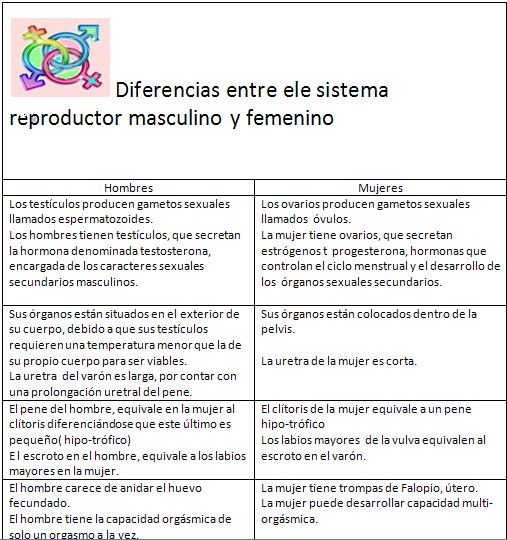 Diferencias entre ele sistema
reproductor masculino y femenino
Hombres
Mujeres
Los testículos producen gametos sexuales
llamados espermatozoides.
Los hombres tienen testículos, que secretan
la hormona denominada testosterona,
encargada de los caracteres sexuales
secundarios masculinos.
Los ovarios producen gametos sexuales
llamados óvulos.
La mujer tiene ovarios, que secretan
estrógenos t progesterona, hormonas que
controlan el ciclo menstrual y el desarrollo de
los órganos sexuales secundarios.
Sus órganos están situados en el exterior de
su cuerpo, debido a que sus testículos
requieren una temperatura menor que la de
su propio cuerpo para ser viables.
La uretra del varón es larga, por contar con
una prolongación uretral del pene.
Sus órganos están colocados dentro de la
pelvis.
La uretra de la mujer es corta.
El pene del hombre, equivale en la mujer al
clítoris diferenciándose que este último es
pequeño( hipo-trófico)
E l escroto en el hombre, equivale a los labios
mayores en la mujer.
El clítoris de la mujer equivale a un pene
hipo-trófico
Los labios mayores de la vulva equivalen al
escroto en el varón.
El hombre carece de anidar el huevo
fecundado.
El hombre tiene la capacidad orgásmica de
solo un orgasmo a la vez.
La mujer tiene trompas de Falopio, útero.
La mujer puede desarrollar capacidad multi-
orgásmica.